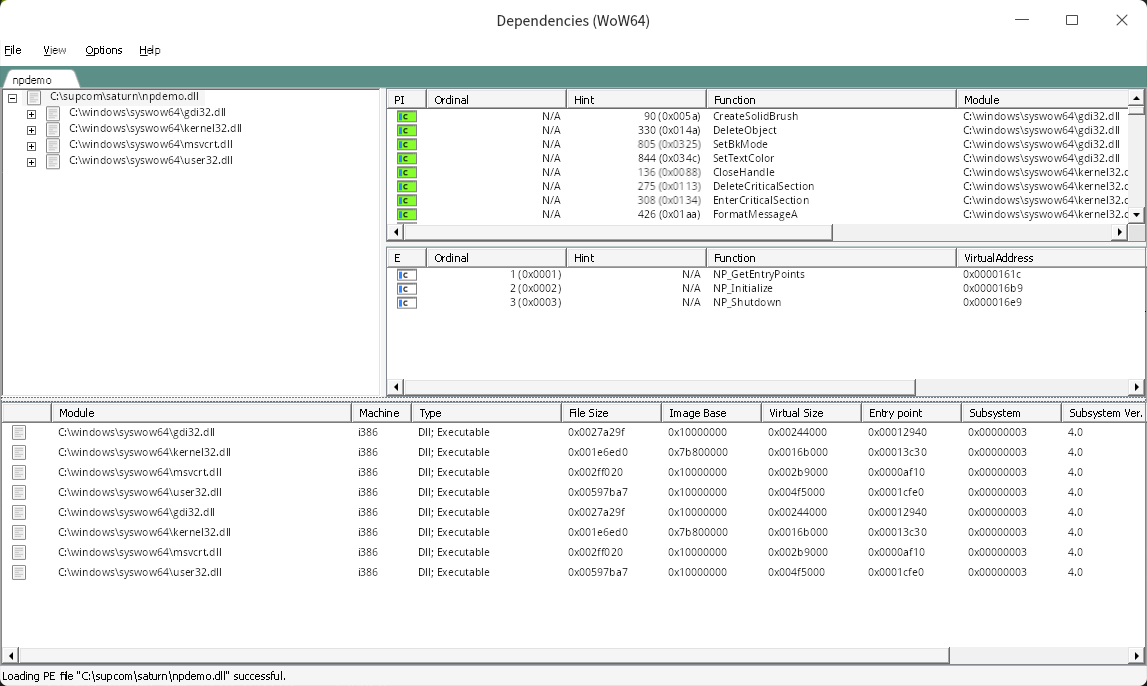 Dependencies (WoW64)
File View Options Help
npdemo
C:\supcom\saturn\npdemo.dll
C:\windows\syswow64\gdi32.dll
C:\windows\syswow64\kernel32.dll
C:\windows\syswow64\msvcrt.dll
C:\windows\syswow64\user32.dll
PI Ordinal Hint Function Module
C N/A 90 (0x005a) CreateSolidBrush C:\windows\syswow64\gdi32.dll
C N/A 330 (0x014a) DeleteObject C:\windows\syswow64\gdi32.dll
C N/A 805 (0x0325) SetBkMode C:\windows\syswow64\gdi32.dll
C N/A 844 (0x034c) SetTextColor C:\windows\syswow64\gdi32.dll
C N/A 136 (0x0088) CloseHandle C:\windows\syswow64\kernel32.c
C N/A 275 (0x0113) DeleteCriticalSection C:\windows\syswow64\kernel32.c
C N/A 308 (0x0134) EnterCriticalSection C:\windows\syswow64\kernel32.c
C N/A 426 (0x01aa) FormatMessageA C:\windows\syswow64\kernel32.c
E Ordinal Hint Function VirtualAddress
C 1 (0x0001) N/A NP_GetEntryPoints 0x0000161c
C 2 (0x0002) N/A NP_Initialize 0x000016b9
C 3 (0x0003) N/A NP_Shutdown 0x000016e9
Module Machine Type File Size Image Base Virtual Size Entry point Subsystem Subsystem Ver.
C:\windows\syswow64\gdi32.dll i386 Dll; Executable 0x0027a29f 0x10000000 0x00244000 0x00012940 0x00000003 4.0
C:\windows\syswow64\kernel32.dll i386 Dll; Executable 0x001e6ed0 0x7b800000 0x0016b000 0x00013c30 0x00000003 4.0
C:\windows\syswow64\msvcrt.dll i386 Dll; Executable 0x002ff020 0x10000000 0x002b9000 0x0000af10 0x00000003 4.0
C:\windows\syswow64\user32.dll i386 Dll; Executable 0x00597ba7 0x10000000 0x004f5000 0x0001cfe0 0x00000003 4.0
C:\windows\syswow64\gdi32.dll i386 Dll; Executable 0x0027a29f 0x10000000 0x00244000 0x00012940 0x00000003 4.0
C:\windows\syswow64\kernel32.dll i386 Dll; Executable 0x001e6ed0 0x7b800000 0x0016b000 0x00013c30 0x00000003 4.0
C:\windows\syswow64\msvcrt.dll i386 Dll; Executable 0x002ff020 0x10000000 0x002b9000 0x0000af10 0x00000003 4.0
C:\windows\syswow64\user32.dll i386 Dll; Executable 0x00597ba7 0x10000000 0x004f5000 0x0001cfe0 0x00000003 4.0
Loading PE file "C:\supcom\saturn\npdemo.dll" successful.